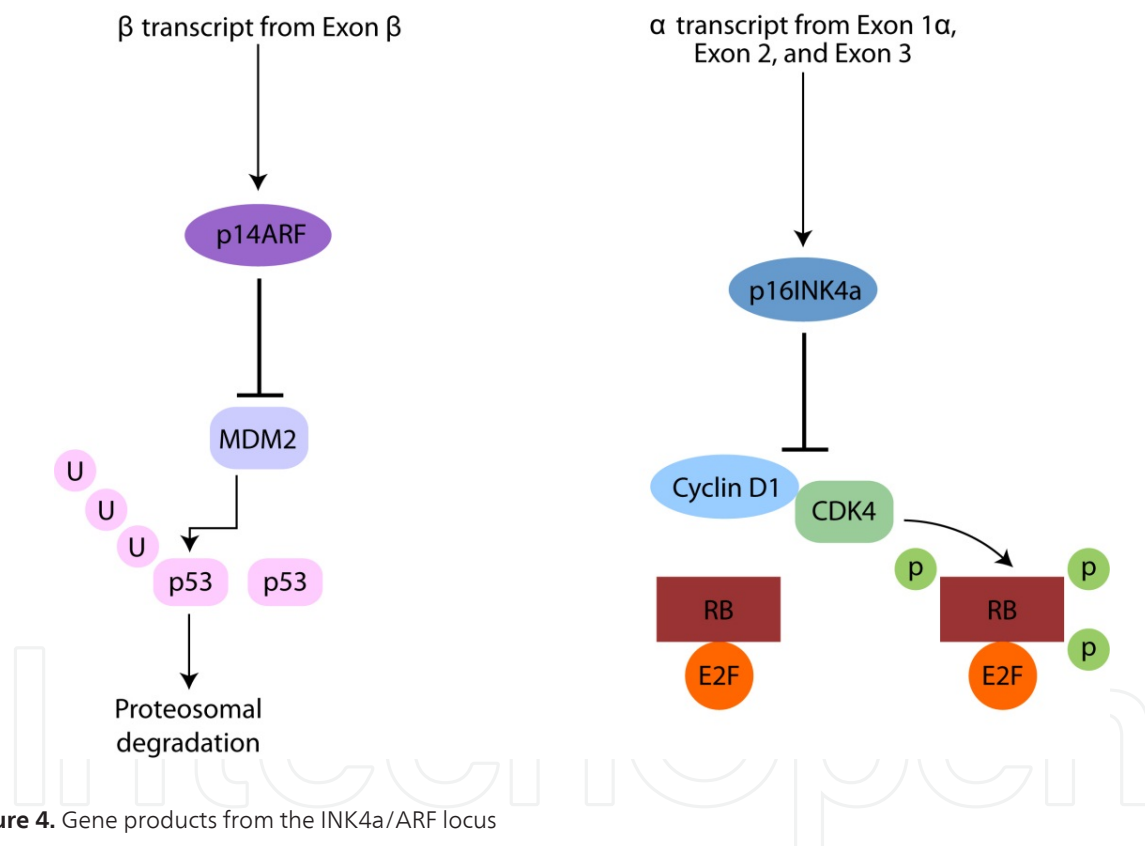 β transcript from Exon β
p14ARF
MDM2
U
U
U
p53
p53
Proteosomal
degradation
α transcript from Exon 1α,
Exon 2, and Exon 3
p16INK4a
Cyclin D1
CDK4
RB
E2F
p
RB
p
p
E2F
ure 4. Gene products from the INK4a/ARF locus